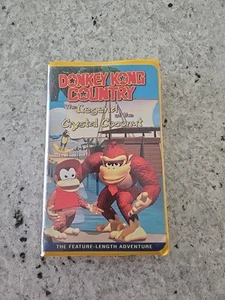 DONKEY KONG
COUNTRY
The Legend
of the
Crystal Coconut
THE FEATURE-LENGTH ADVENTURE